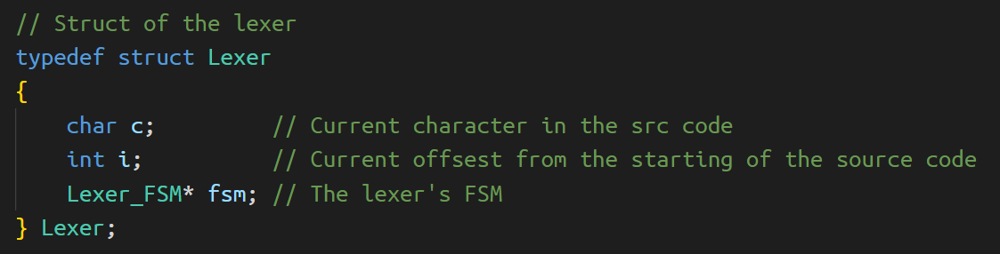 // Struct of the lexer
typedef struct Lexer
{
    char c;         // Current character in the src code
    int i;          // Current offsest from the starting of the source code
    Lexer_FSM* fsm; // The lexer's FSM
} Lexer;